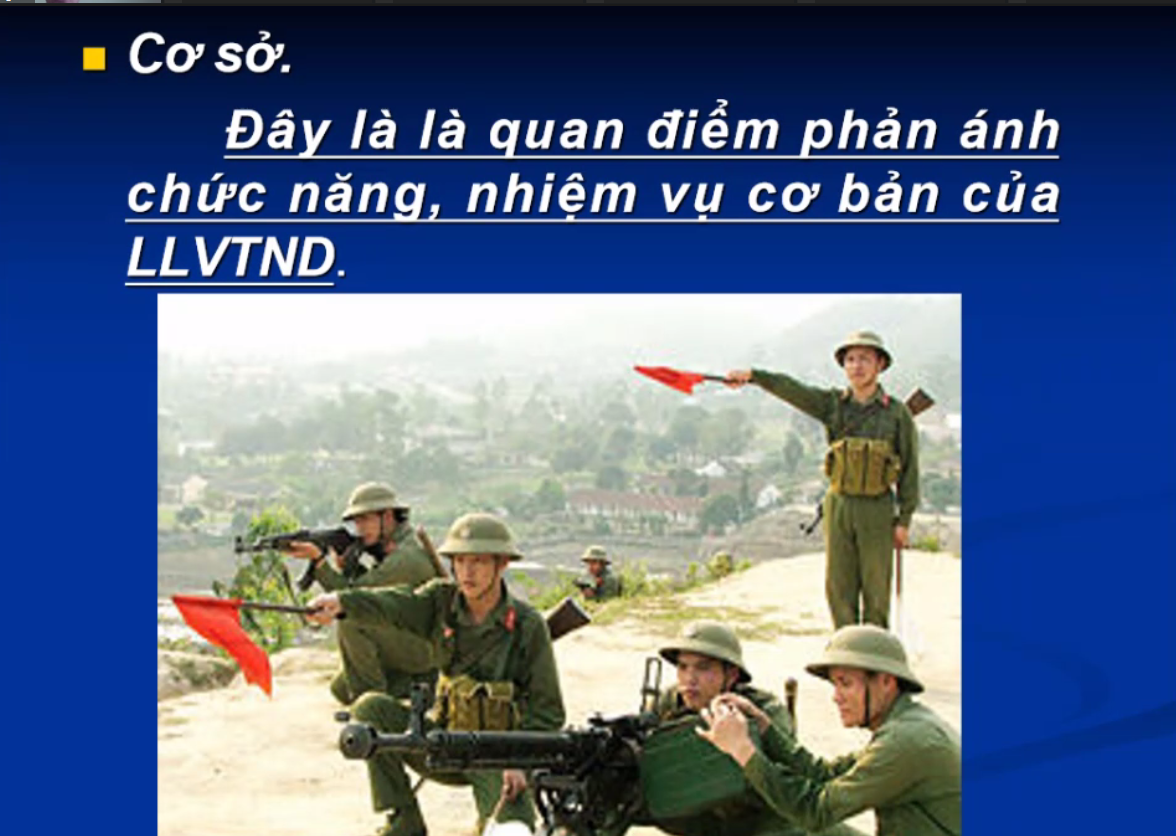 Cơ sở.
Đây là là quan điểm phản ánh
chức năng, nhiệm vụ cơ bản của
LLVTND.